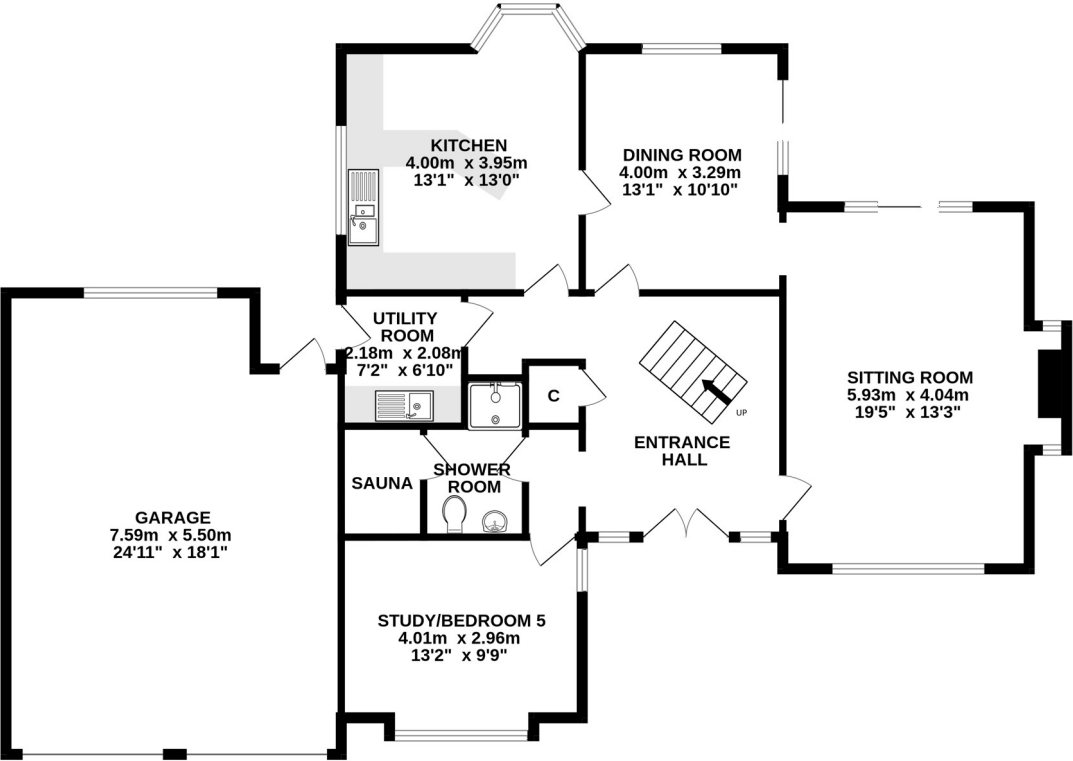 KITCHEN
4.00m x 3.95m
13'1" x 13'0"
DINING ROOM
4.00m x 3.29m
13'1" x 10'10"
UTILITY
ROOM
2.18m x 2.08m
7'2" x 6'10"
C
UP
SITTING ROOM
5.93m x 4.04m
19'5" x 13'3"
ENTRANCE
HALL
SAUNA
SHOWER
ROOM
GARAGE
7.59m x 5.50m
24'11" x 18'1"
STUDY/BEDROOM 5
4.01m x 2.96m
13'2" x 9'9"